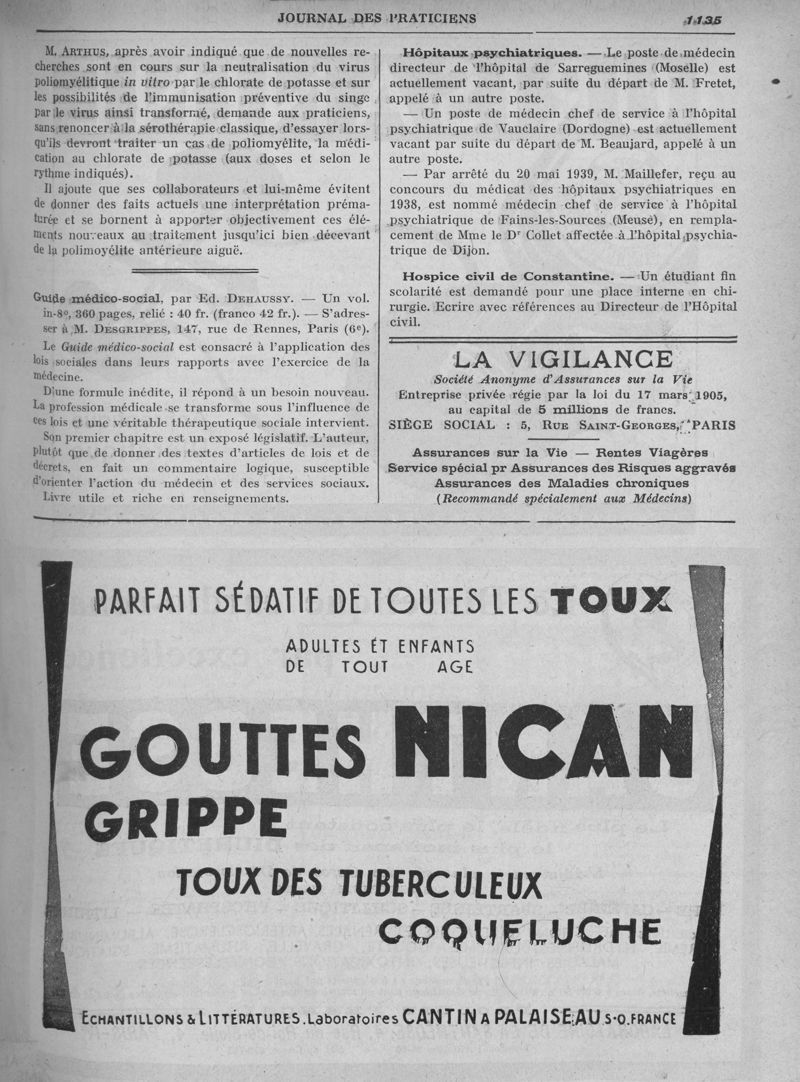 JOURNAL DES PRATICIENS 1135
M. ARTHUS, après avoir indiqué que de nouvelles re-
cherches sont en cours sur la neutralisation du virus
poliomyélitique in vitro par le chlorate de potasse et sur
les possibilités de l'immunisation préventive du singe
par le virus ainsi transformé, demande aux praticiens,
sans renoncer à la sérothérapie classique, d'essayer lors-
qu'ils devront traiter un cas de poliomyélite, la médi-
cation au chlorate de potasse (aux doses et selon le
rythme indiqués).
Il ajoute que ses collaborateurs et lui-même évitent
de donner des faits actuels une interprétation préma-
turée et se bornent à apporter objectivement ces élé-
ments nouveaux au traitement jusqu'ici bien décevant
de la polimoyélite antérieure aiguë.
Guide médico-social, par Ed. DEHAUSSY. — Un vol.
in-8°, 360 pages, relié : 40 fr. (franco 42 fr.). — S'adres-
ser à M. DESGRIPPES, 147, rue de Rennes, Paris (6e).
Le Guide médico-social est consacré à l'application des
lois sociales dans leurs rapports avec l'exercice de la
médecine.
D'une formule inédite, il répond à un besoin nouveau.
La profession médicale se transforme sous l'influence de
ces lois et une véritable thérapeutique sociale intervient.
Son premier chapitre est un exposé législatif. L'auteur,
plutôt que de donner des textes d'articles de lois et de
décrets, en fait un commentaire logique, susceptible
d'orienter l'action du médecin et des services sociaux.
Livre utile et riche en renseignements.
Hôpitaux psychiatriques. — Le poste de médecin
directeur de l'hôpital de Sarreguemines (Moselle) est
actuellement vacant, par suite du départ de M. Fretet,
appelé à un autre poste.
— Un poste de médecin chef de service à l'hôpital
psychiatrique de Vauclaire (Dordogne) est actuellement
vacant par suite du départ de M. Beaujard, appelé à un
autre poste.
— Par arrêté du 20 mai 1939, M. Maillefer, reçu au
concours du médicat des hôpitaux psychiatriques en
1938, est nommé médecin chef de service à l'hôpital
psychiatrique de Fains-les-Sources (Meuse), en rempla-
cement de Mme le Dr Collet affectée à l'hôpital psychia-
trique de Dijon.
Hospice civil de Constantine. — Un étudiant fin
scolarité est demandé pour une place interne en chi-
rurgie. Ecrire avec références au Directeur de l'Hôpital
civil.
LA VIGILANCE
Société Anonyme d'Assurances sur la Vie
Entreprise privée régie par la loi du 17 mars 1905,
au capital de 5 millions de francs.
SIÈGE SOCIAL : 5, RUE SAINT-GEORGES, PARIS
Assurances sur la Vie — Rentes Viagères
Service spécial pr Assurances des Risques aggravés
Assurances des Maladies chroniques
(Recommandé spécialement aux Médecins)
PARFAIT SÉDATIF DE TOUTES LES TOUX
ADULTES ÉT ENFANTS
DE TOUT AGE
GOUTTES NICAN
GRIPPE
TOUX DES TUBERCULEUX
COQUELUCHE
ECHANTILLONS & LITTÉRATURES. Laboratoires CANTIN A PALAISEAU.S-O.FRANCE